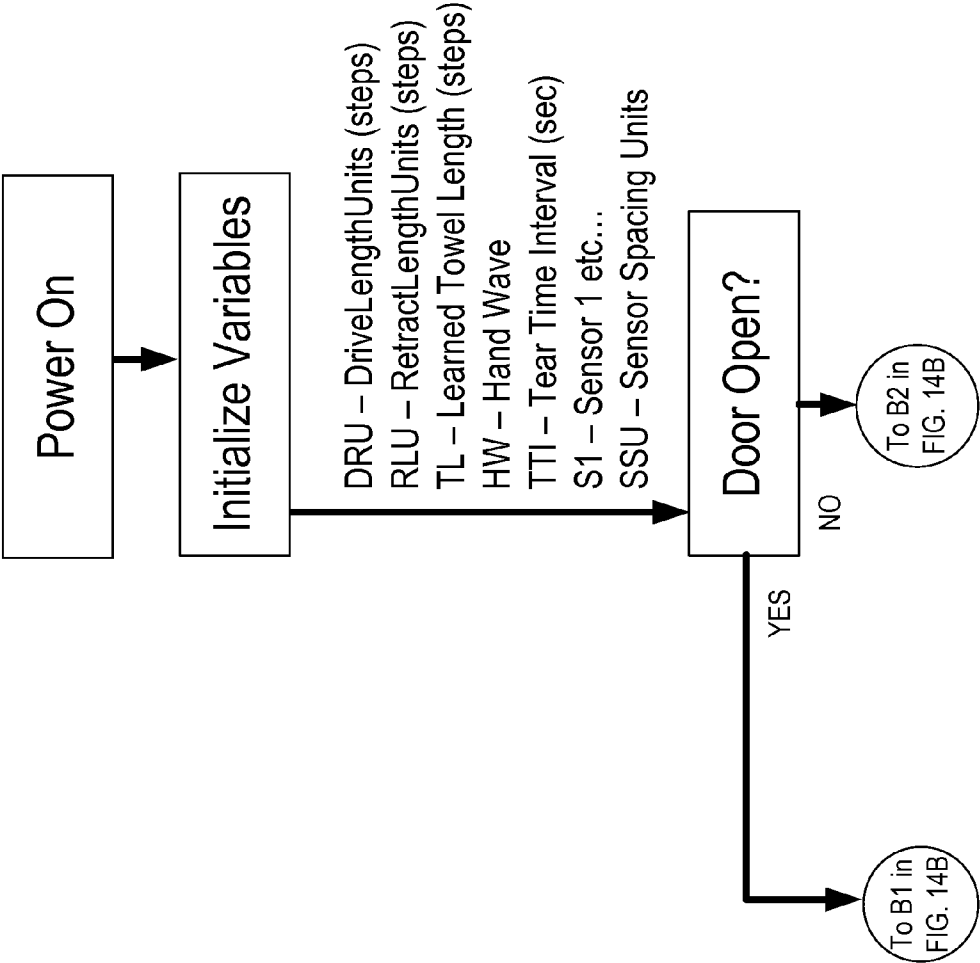 Power On
Initialize Variables
DRU – DriveLengthUnits (steps)
RLU – RetractLengthUnits (steps)
TL – Learned Towel Length (steps)
HW – Hand Wave
TTI – Tear Time Interval (sec)
S1 – Sensor 1 etc...
SSU – Sensor Spacing Units
Door Open?
YES
NO
To B1 in
FIG. 14B
To B2 in
FIG. 14B